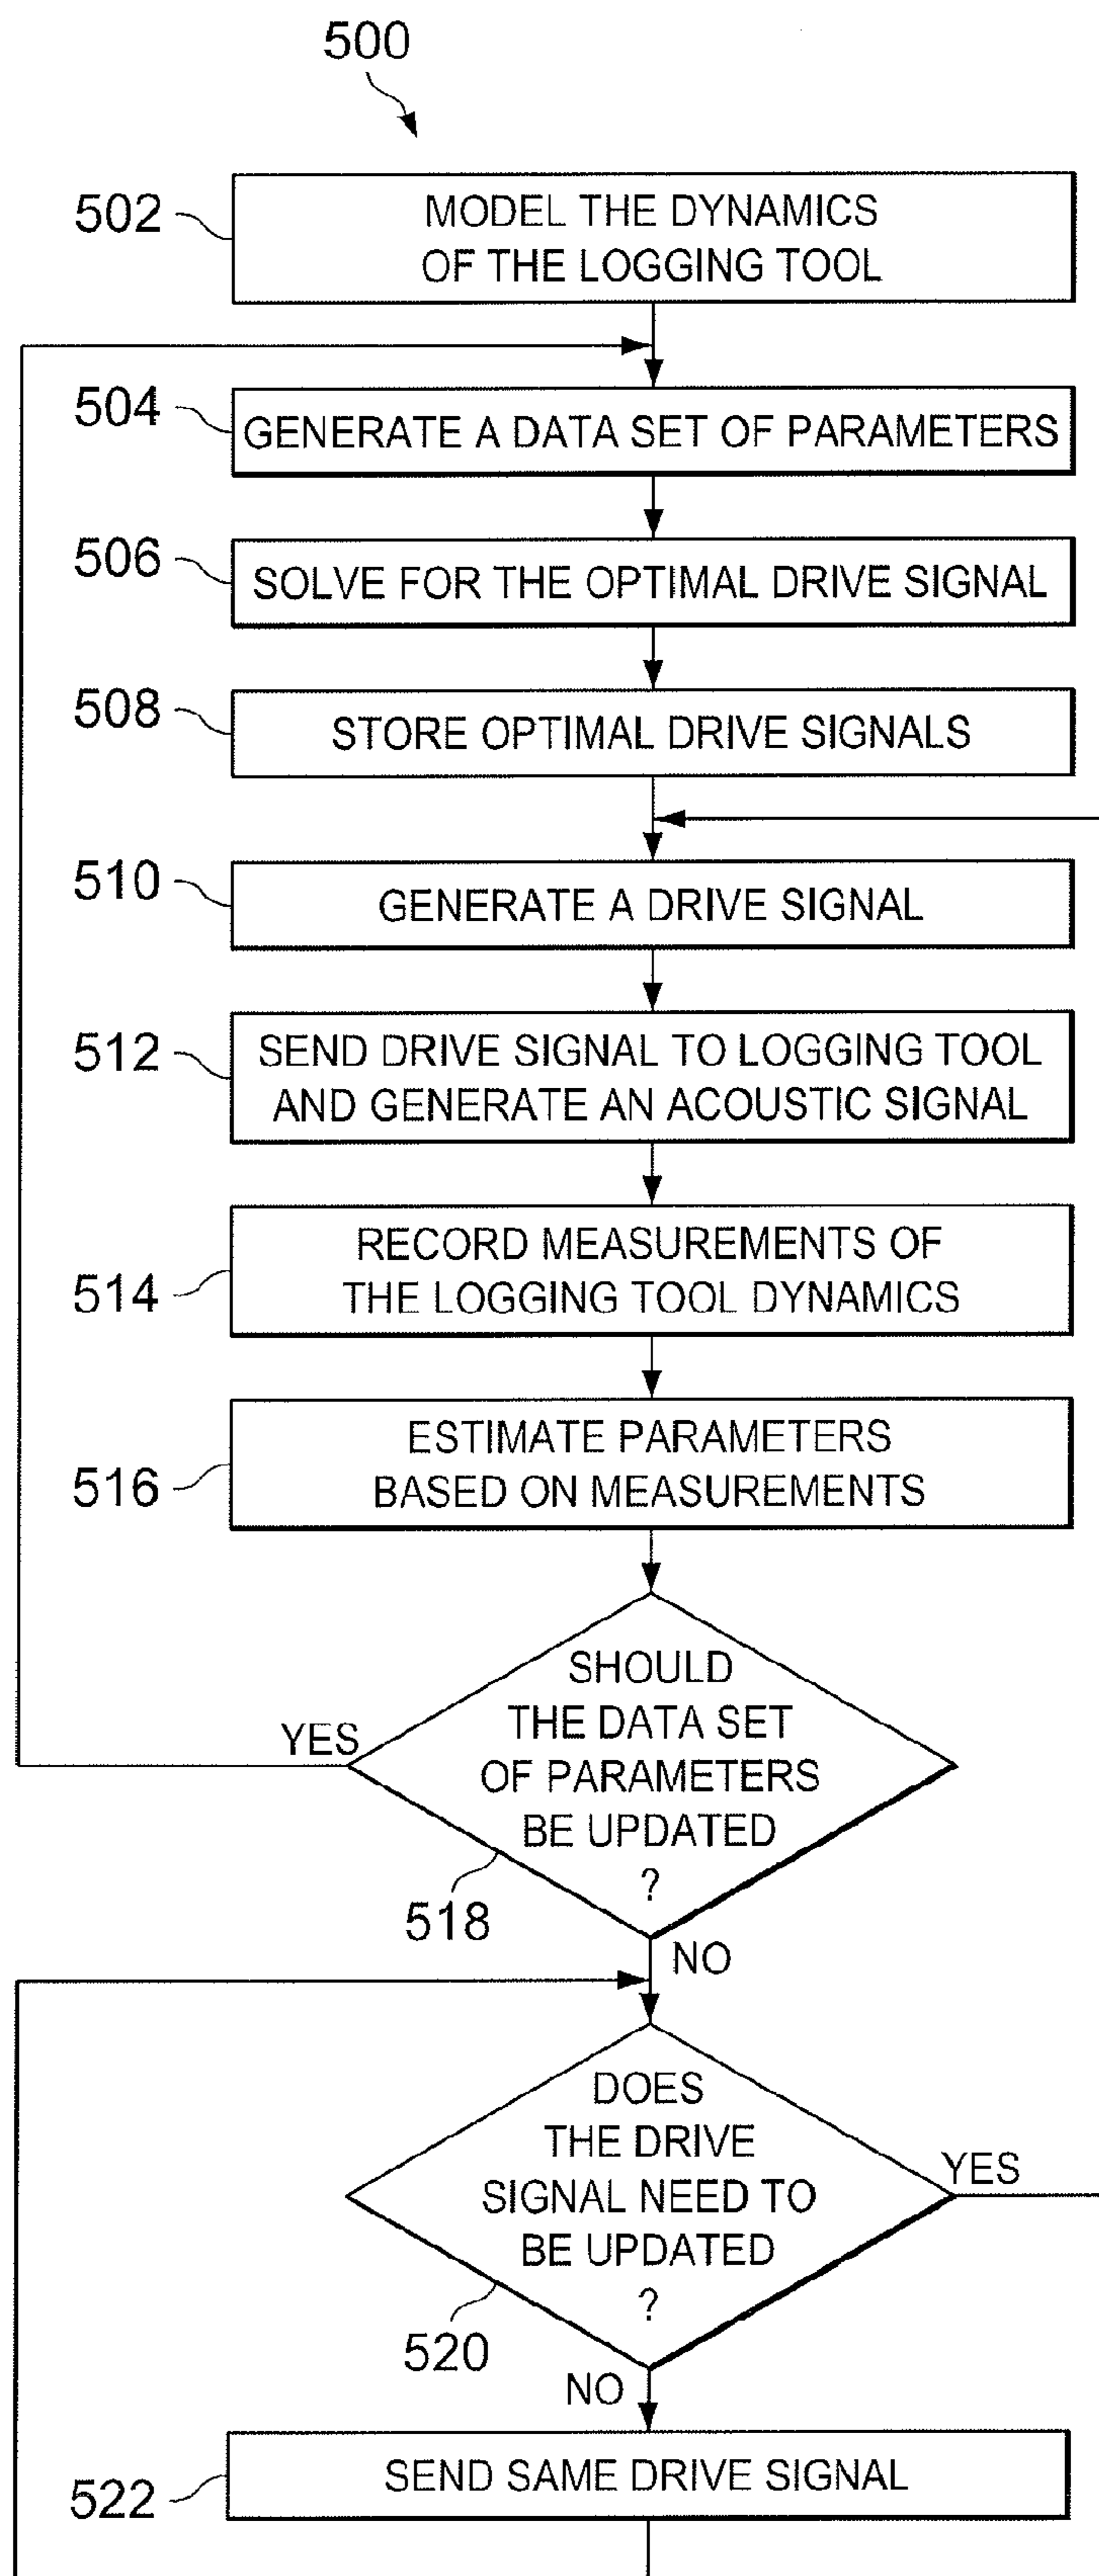 500
502
MODEL THE DYNAMICS
OF THE LOGGING TOOL
504
GENERATE A DATA SET OF PARAMETERS
506
SOLVE FOR THE OPTIMAL DRIVE SIGNAL
508
STORE OPTIMAL DRIVE SIGNALS
510
GENERATE A DRIVE SIGNAL
512
SEND DRIVE SIGNAL TO LOGGING TOOL
AND GENERATE AN ACOUSTIC SIGNAL
514
RECORD MEASUREMENTS OF
THE LOGGING TOOL DYNAMICS
516
ESTIMATE PARAMETERS
BASED ON MEASUREMENTS
YES
SHOULD
THE DATA SET
OF PARAMETERS
BE UPDATED
?
518
NO
DOES
THE DRIVE
SIGNAL NEED TO
BE UPDATED
?
YES
520
NO
522
SEND SAME DRIVE SIGNAL